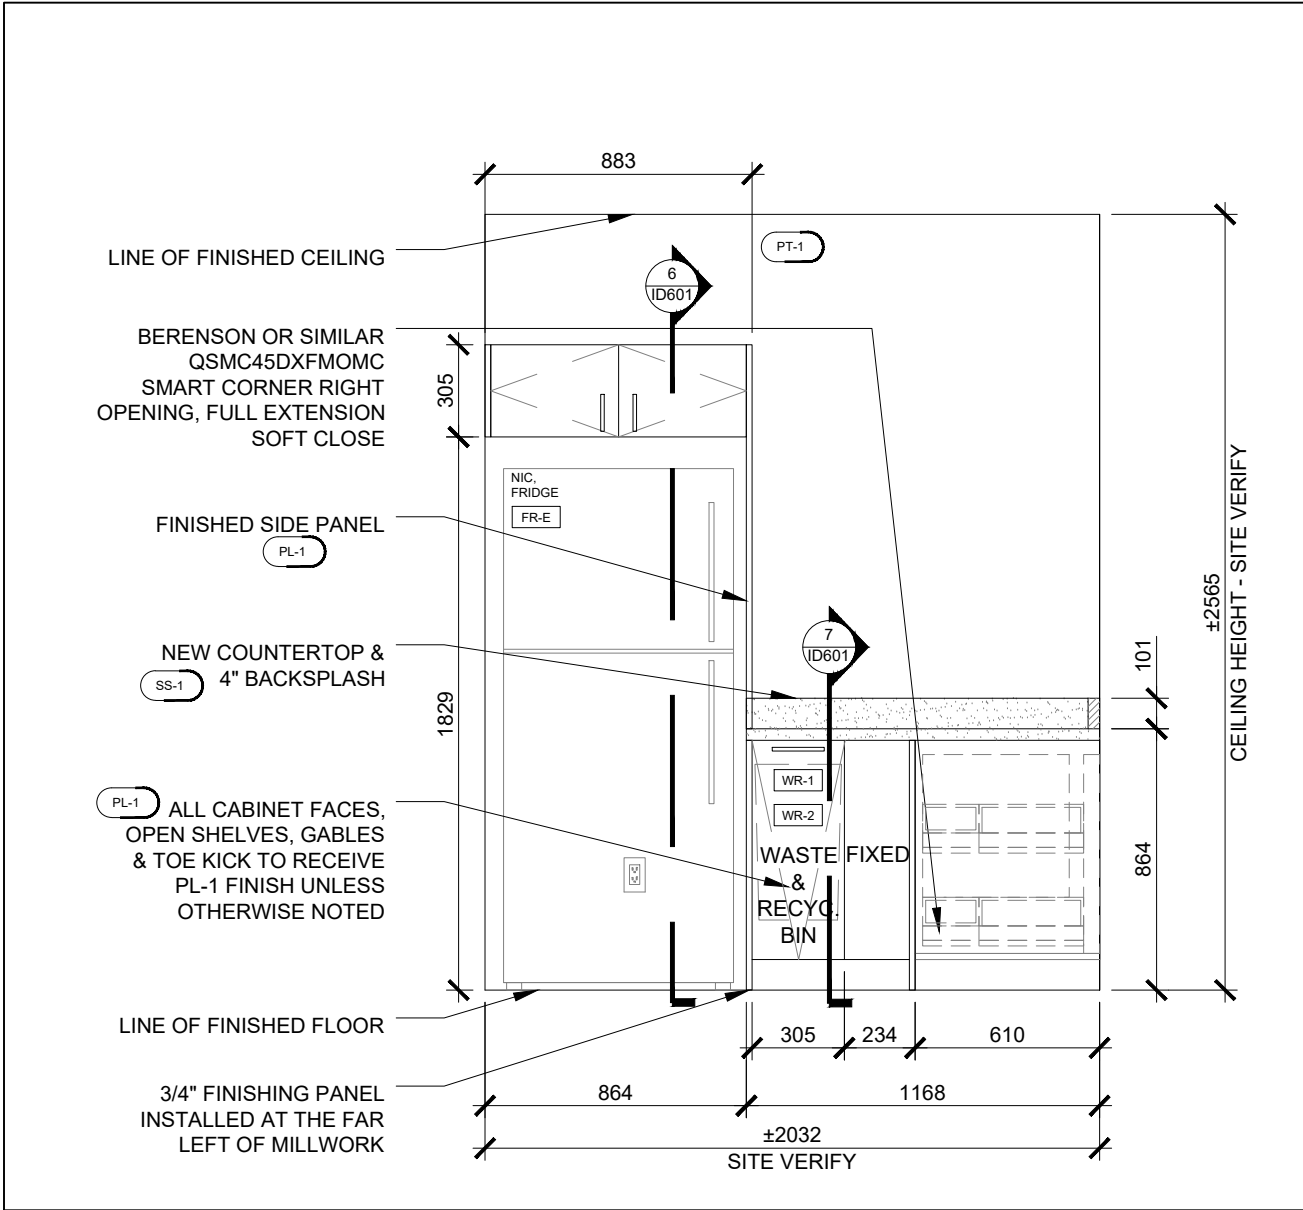 883
LINE OF FINISHED CEILING
PT-1
6
ID601
BERENSON OR SIMILAR
QSMC45DXFMOMC
SMART CORNER RIGHT
OPENING, FULL EXTENSION
SOFT CLOSE
305
NIC,
FRIDGE
FR-E
FINISHED SIDE PANEL
PL-1
±2565
CEILING HEIGHT - SITE VERIFY
7
ID601
NEW COUNTERTOP &
4" BACKSPLASH
SS-1
101
1829
WR-1
WR-2
PL-1
ALL CABINET FACES,
OPEN SHELVES, GABLES
& TOE KICK TO RECEIVE
PL-1 FINISH UNLESS
OTHERWISE NOTED
WASTE
&
RECYC.
BIN
FIXED
864
LINE OF FINISHED FLOOR
305
234
610
3/4" FINISHING PANEL
INSTALLED AT THE FAR
LEFT OF MILLWORK
864
1168
±2032
SITE VERIFY